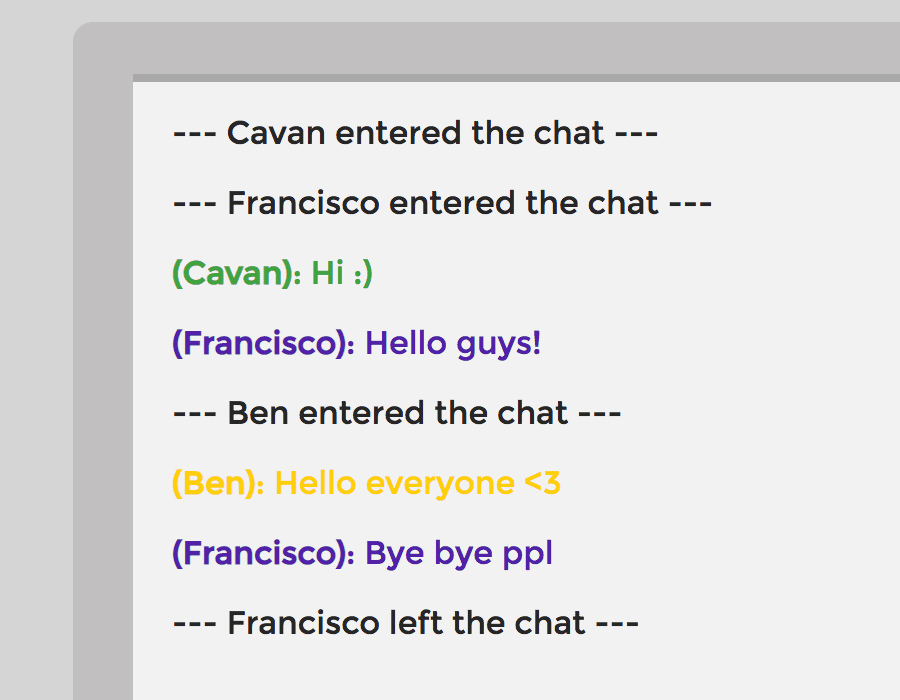 --- Cavan entered the chat ---
--- Francisco entered the chat ---
(Cavan): Hi :)
(Francisco): Hello guys!
--- Ben entered the chat ---
(Ben): Hello everyone <3
(Francisco): Bye bye ppl
--- Francisco left the chat ---